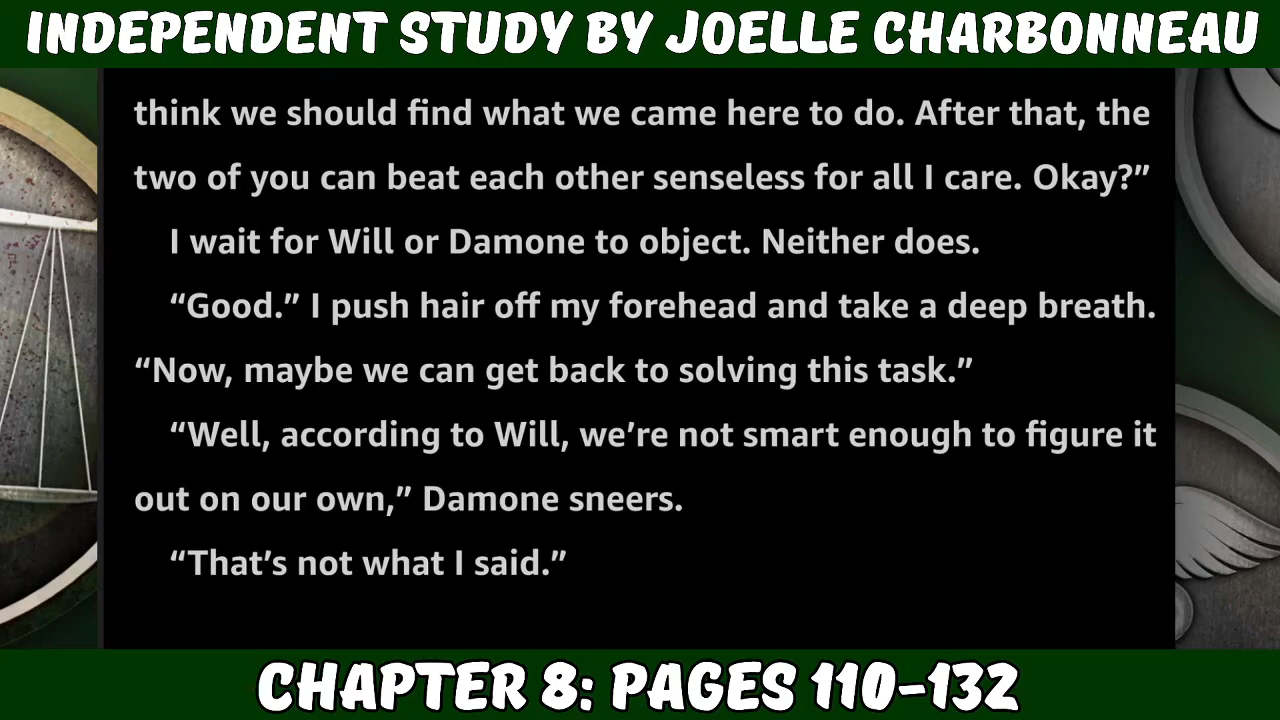 INDEPENDENT STUDY BY JOELLE CHARBONNEAU
think we should find what we came here to do. After that, the
two of you can beat each other senseless for all I care. Okay?”
I wait for Will or Damone to object. Neither does.
“Good.” I push hair off my forehead and take a deep breath.
“Now, maybe we can get back to solving this task.”
“Well, according to Will, we’re not smart enough to figure it
out on our own,” Damone sneers.
“That’s not what I said.”
CHAPTER 8: PAGES 110-132